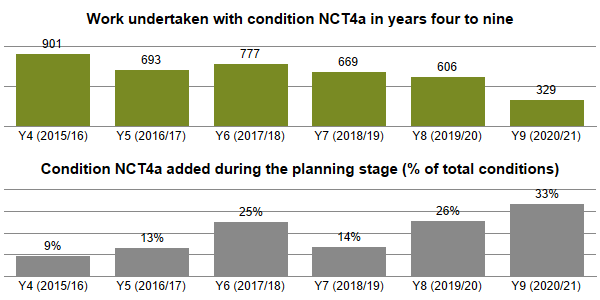 Work undertaken with condition NCT4a in years four to nine
901
693
777
669
606
329
Y4 (2015/16)
Y5 (2016/17)
Y6 (2017/18)
Y7 (2018/19)
Y8 (2019/20)
Y9 (2020/21)
Condition NCT4a added during the planning stage (% of total conditions)
9%
13%
25%
14%
26%
33%
Y4 (2015/16)
Y5 (2016/17)
Y6 (2017/18)
Y7 (2018/19)
Y8 (2019/20)
Y9 (2020/21)